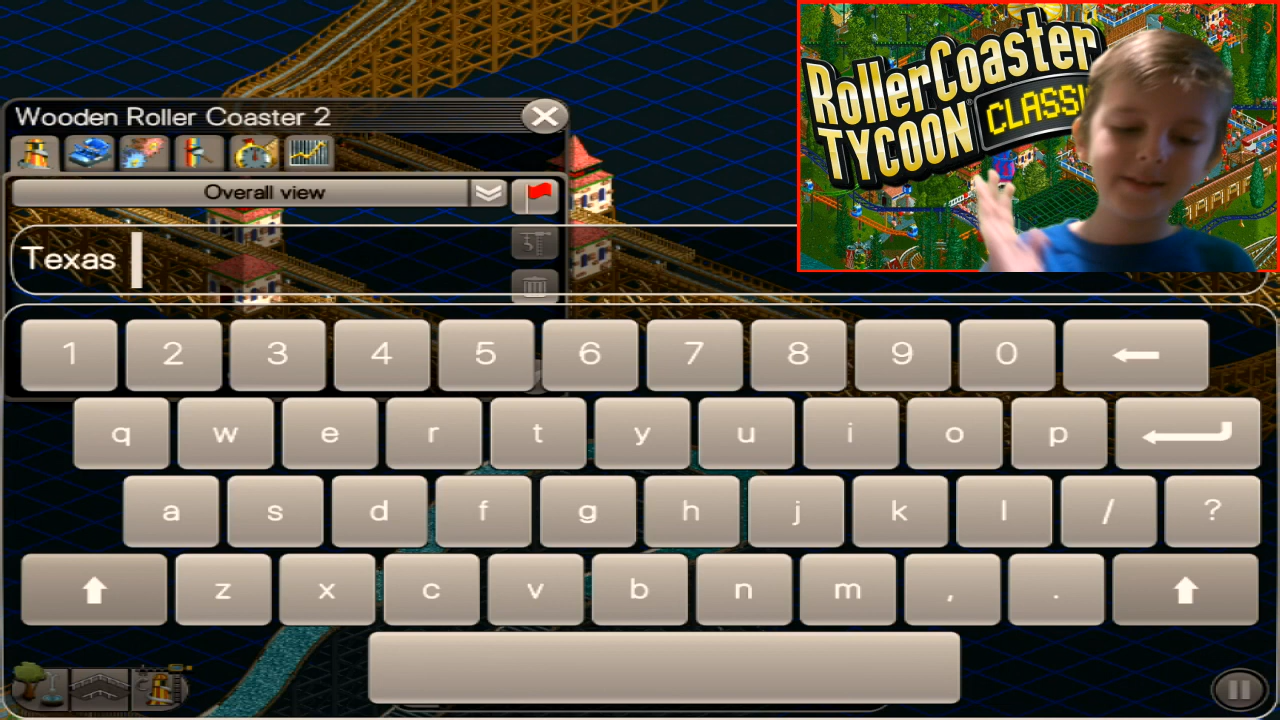 Wooden Roller Coaster 2
Overall view
Texas
RollerCoaster
TYCOON
CLASSI
1 2 3 4 5 6 7 8 9 0
q w e r t y u i o p
a s d f g h j k l / ?
z x c v b n m , .